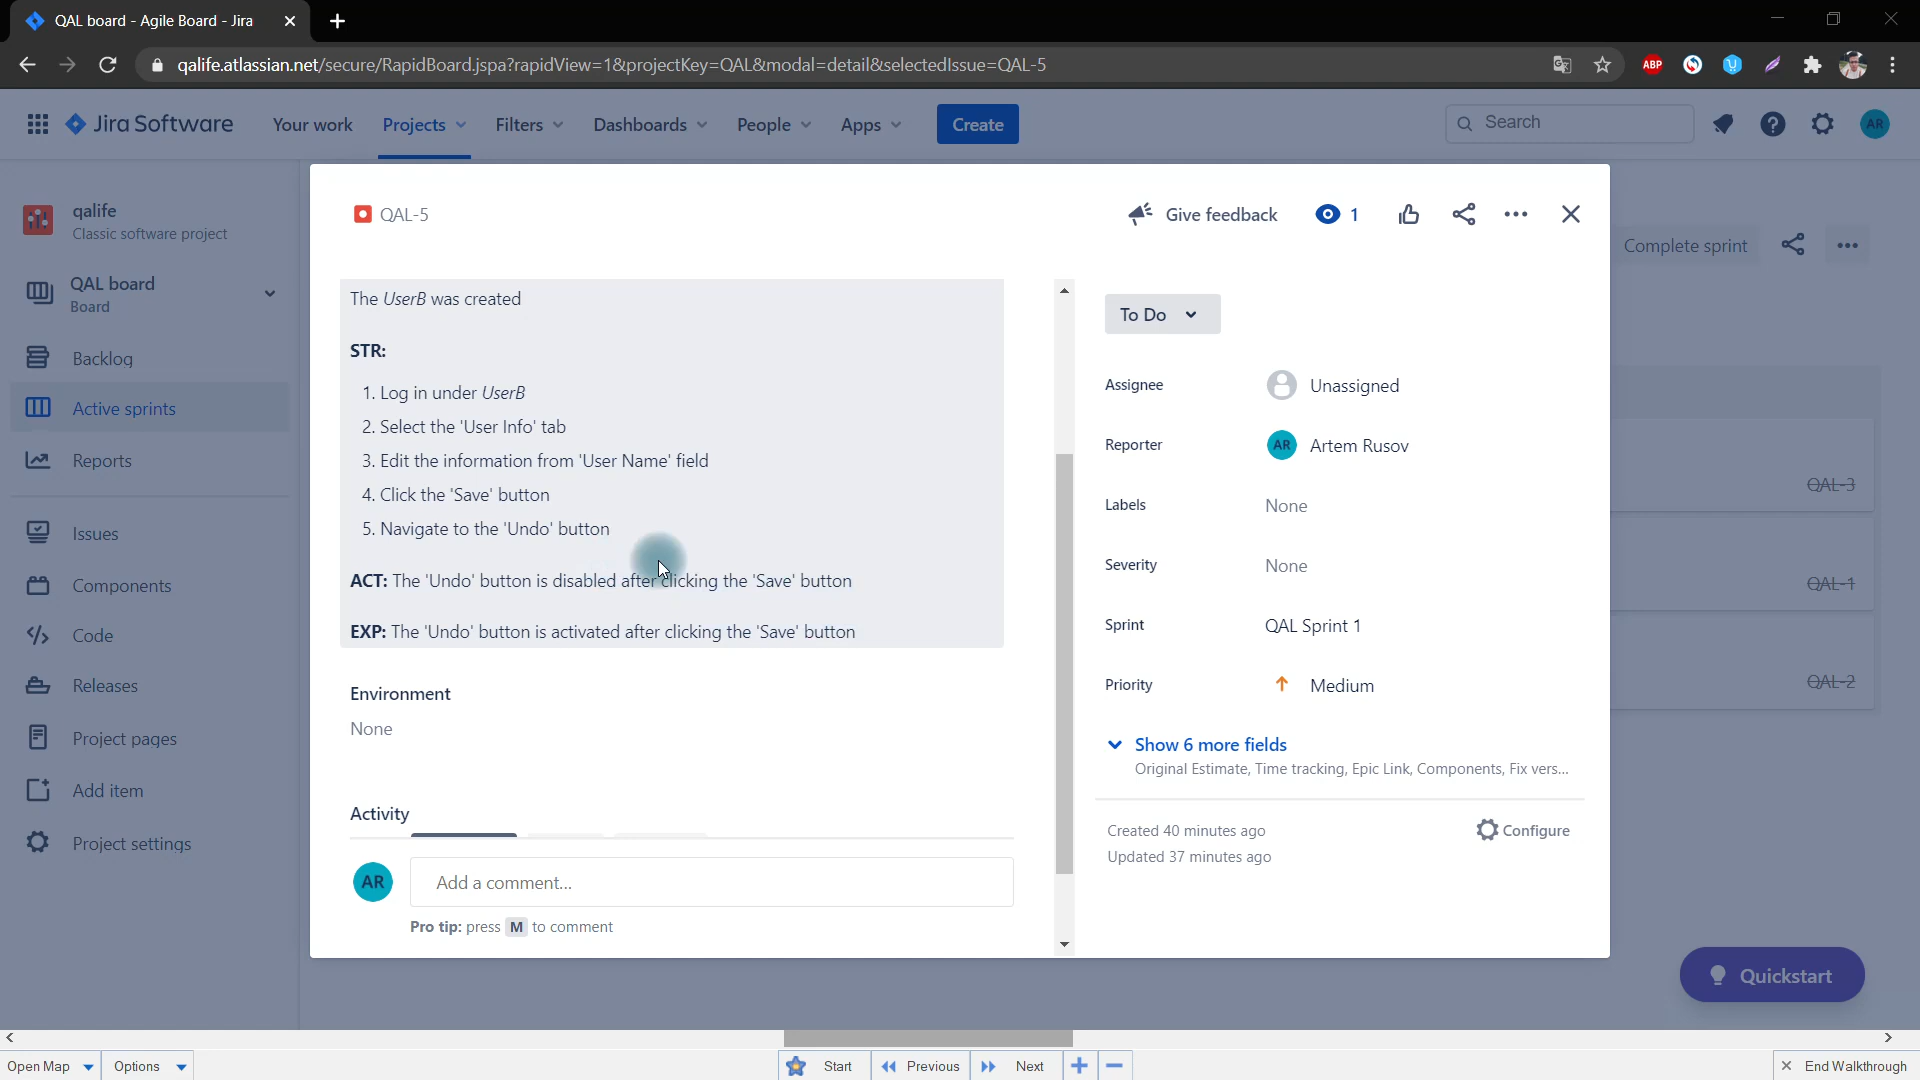 QAL board - Agile Board - Jira
qalife.atlassian.net/secure/RapidBoard.jspa?rapidView=1&projectKey=QAL&modal=detail&selectedIssue=QAL-5
ABP
Jira Software
Your work
Projects
Filters
Dashboards
People
Apps
Create
Search
AR
qalife
Classic software project
QAL board
Board
Backlog
Active sprints
Reports
Issues
Components
Code
Releases
Project pages
Add item
Project settings
QAL-5
Give feedback
1
The UserB was created
STR:
1. Log in under UserB
2. Select the 'User Info' tab
3. Edit the information from 'User Name' field
4. Click the 'Save' button
5. Navigate to the 'Undo' button
ACT: The 'Undo' button is disabled after clicking the 'Save' button
EXP: The 'Undo' button is activated after clicking the 'Save' button
Environment
None
Activity
AR
Add a comment...
Pro tip: press M to comment
To Do
Assignee
Unassigned
Reporter
AR
Artem Rusov
Labels
None
Severity
None
Sprint
QAL Sprint 1
Priority
Medium
Show 6 more fields
Original Estimate, Time tracking, Epic Link, Components, Fix vers...
Created 40 minutes ago
Updated 37 minutes ago
Configure
Complete sprint
QAL-3
QAL-1
QAL-2
Quickstart
Open Map
Options
Start
Previous
Next
End Walkthrough